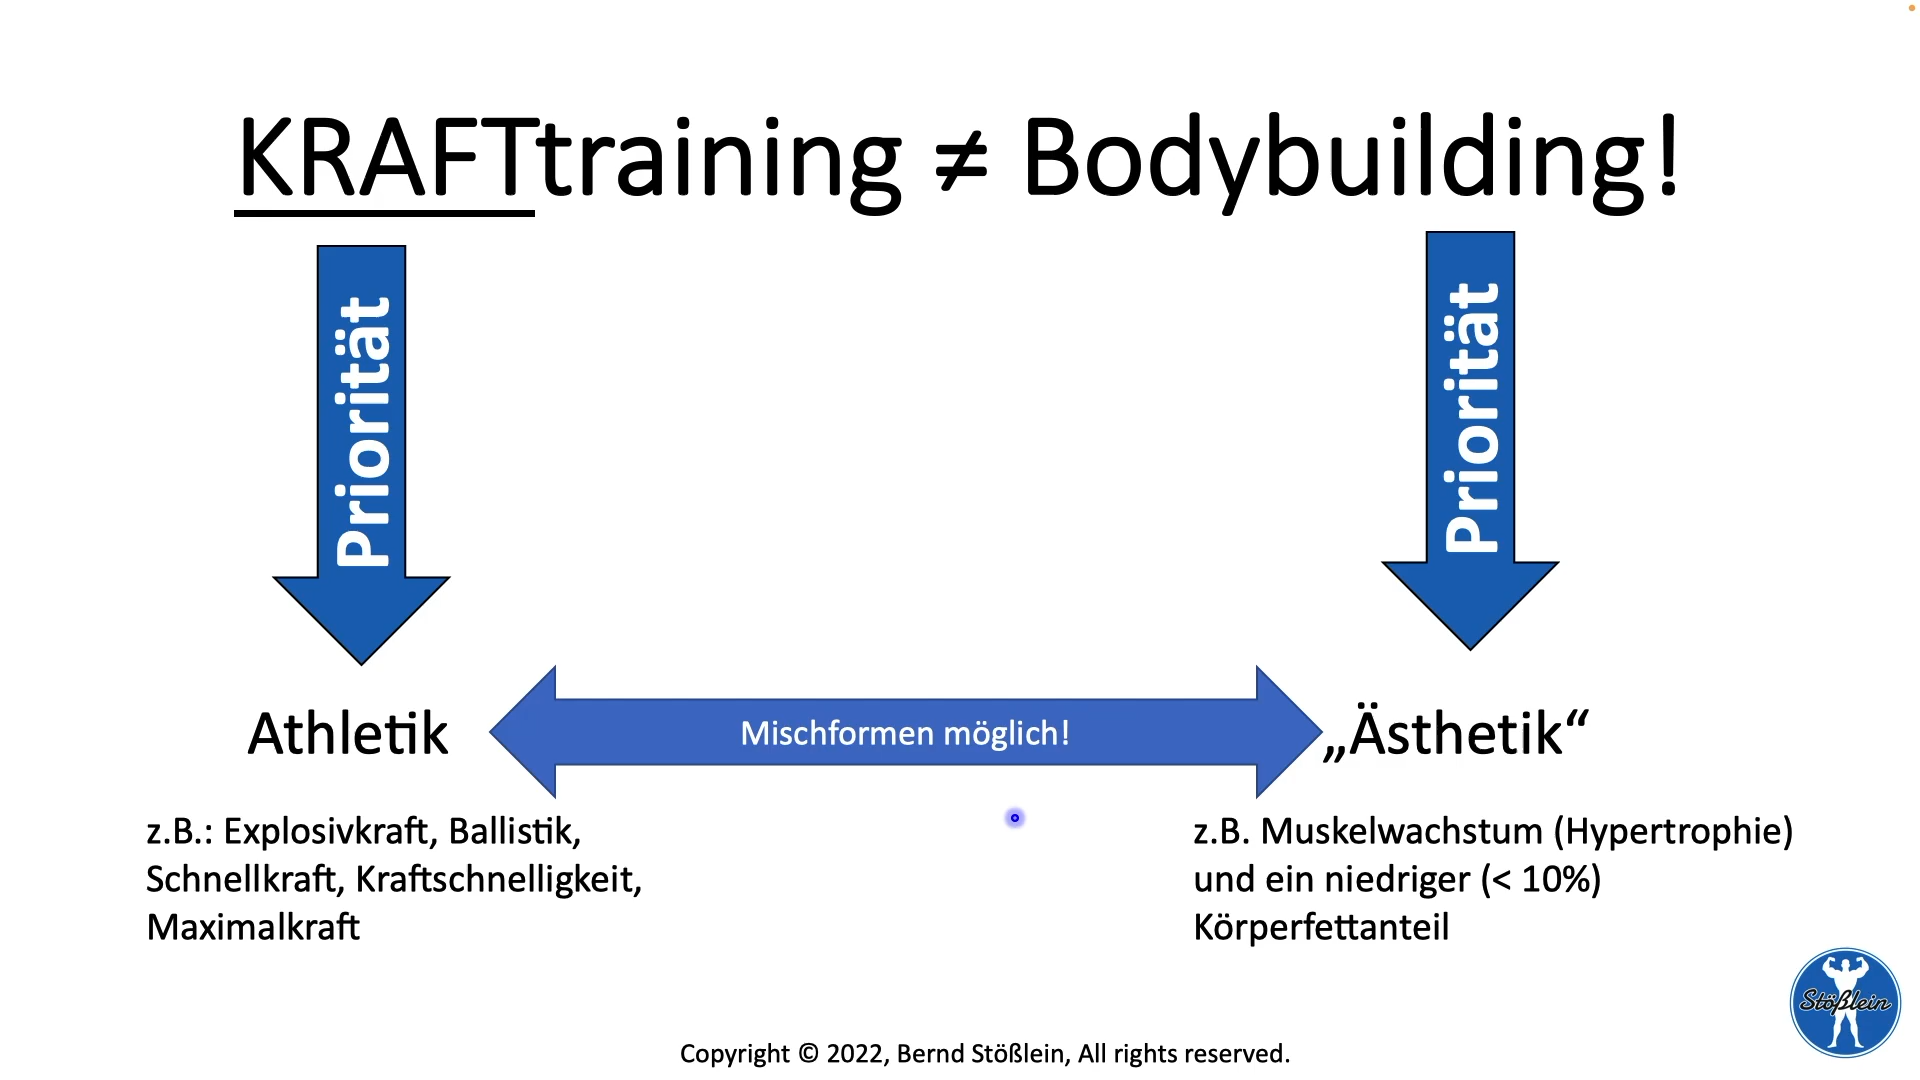 KRAFTtraining ≠ Bodybuilding!
Priorität
Priorität
Athletik
Mischformen möglich!
„Ästhetik“
z.B.: Explosivkraft, Ballistik,
Schnellkraft, Kraftschnelligkeit,
Maximalkraft
z.B. Muskelwachstum (Hypertrophie)
und ein niedriger (< 10%)
Körperfettanteil
Stößlein
Copyright © 2022, Bernd Stößlein, All rights reserved.